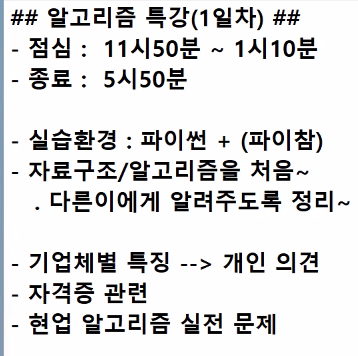 ## 알고리즘 특강(1일차) ##
- 점심 :  11시50분 ~ 1시10분
- 종료 :  5시50분
- 실습환경 : 파이썬 + (파이참)
- 자료구조/알고리즘을 처음~
. 다른이에게 알려주도록 정리~
- 기업체별 특징 --> 개인 의견
- 자격증 관련
- 현업 알고리즘 실전 문제